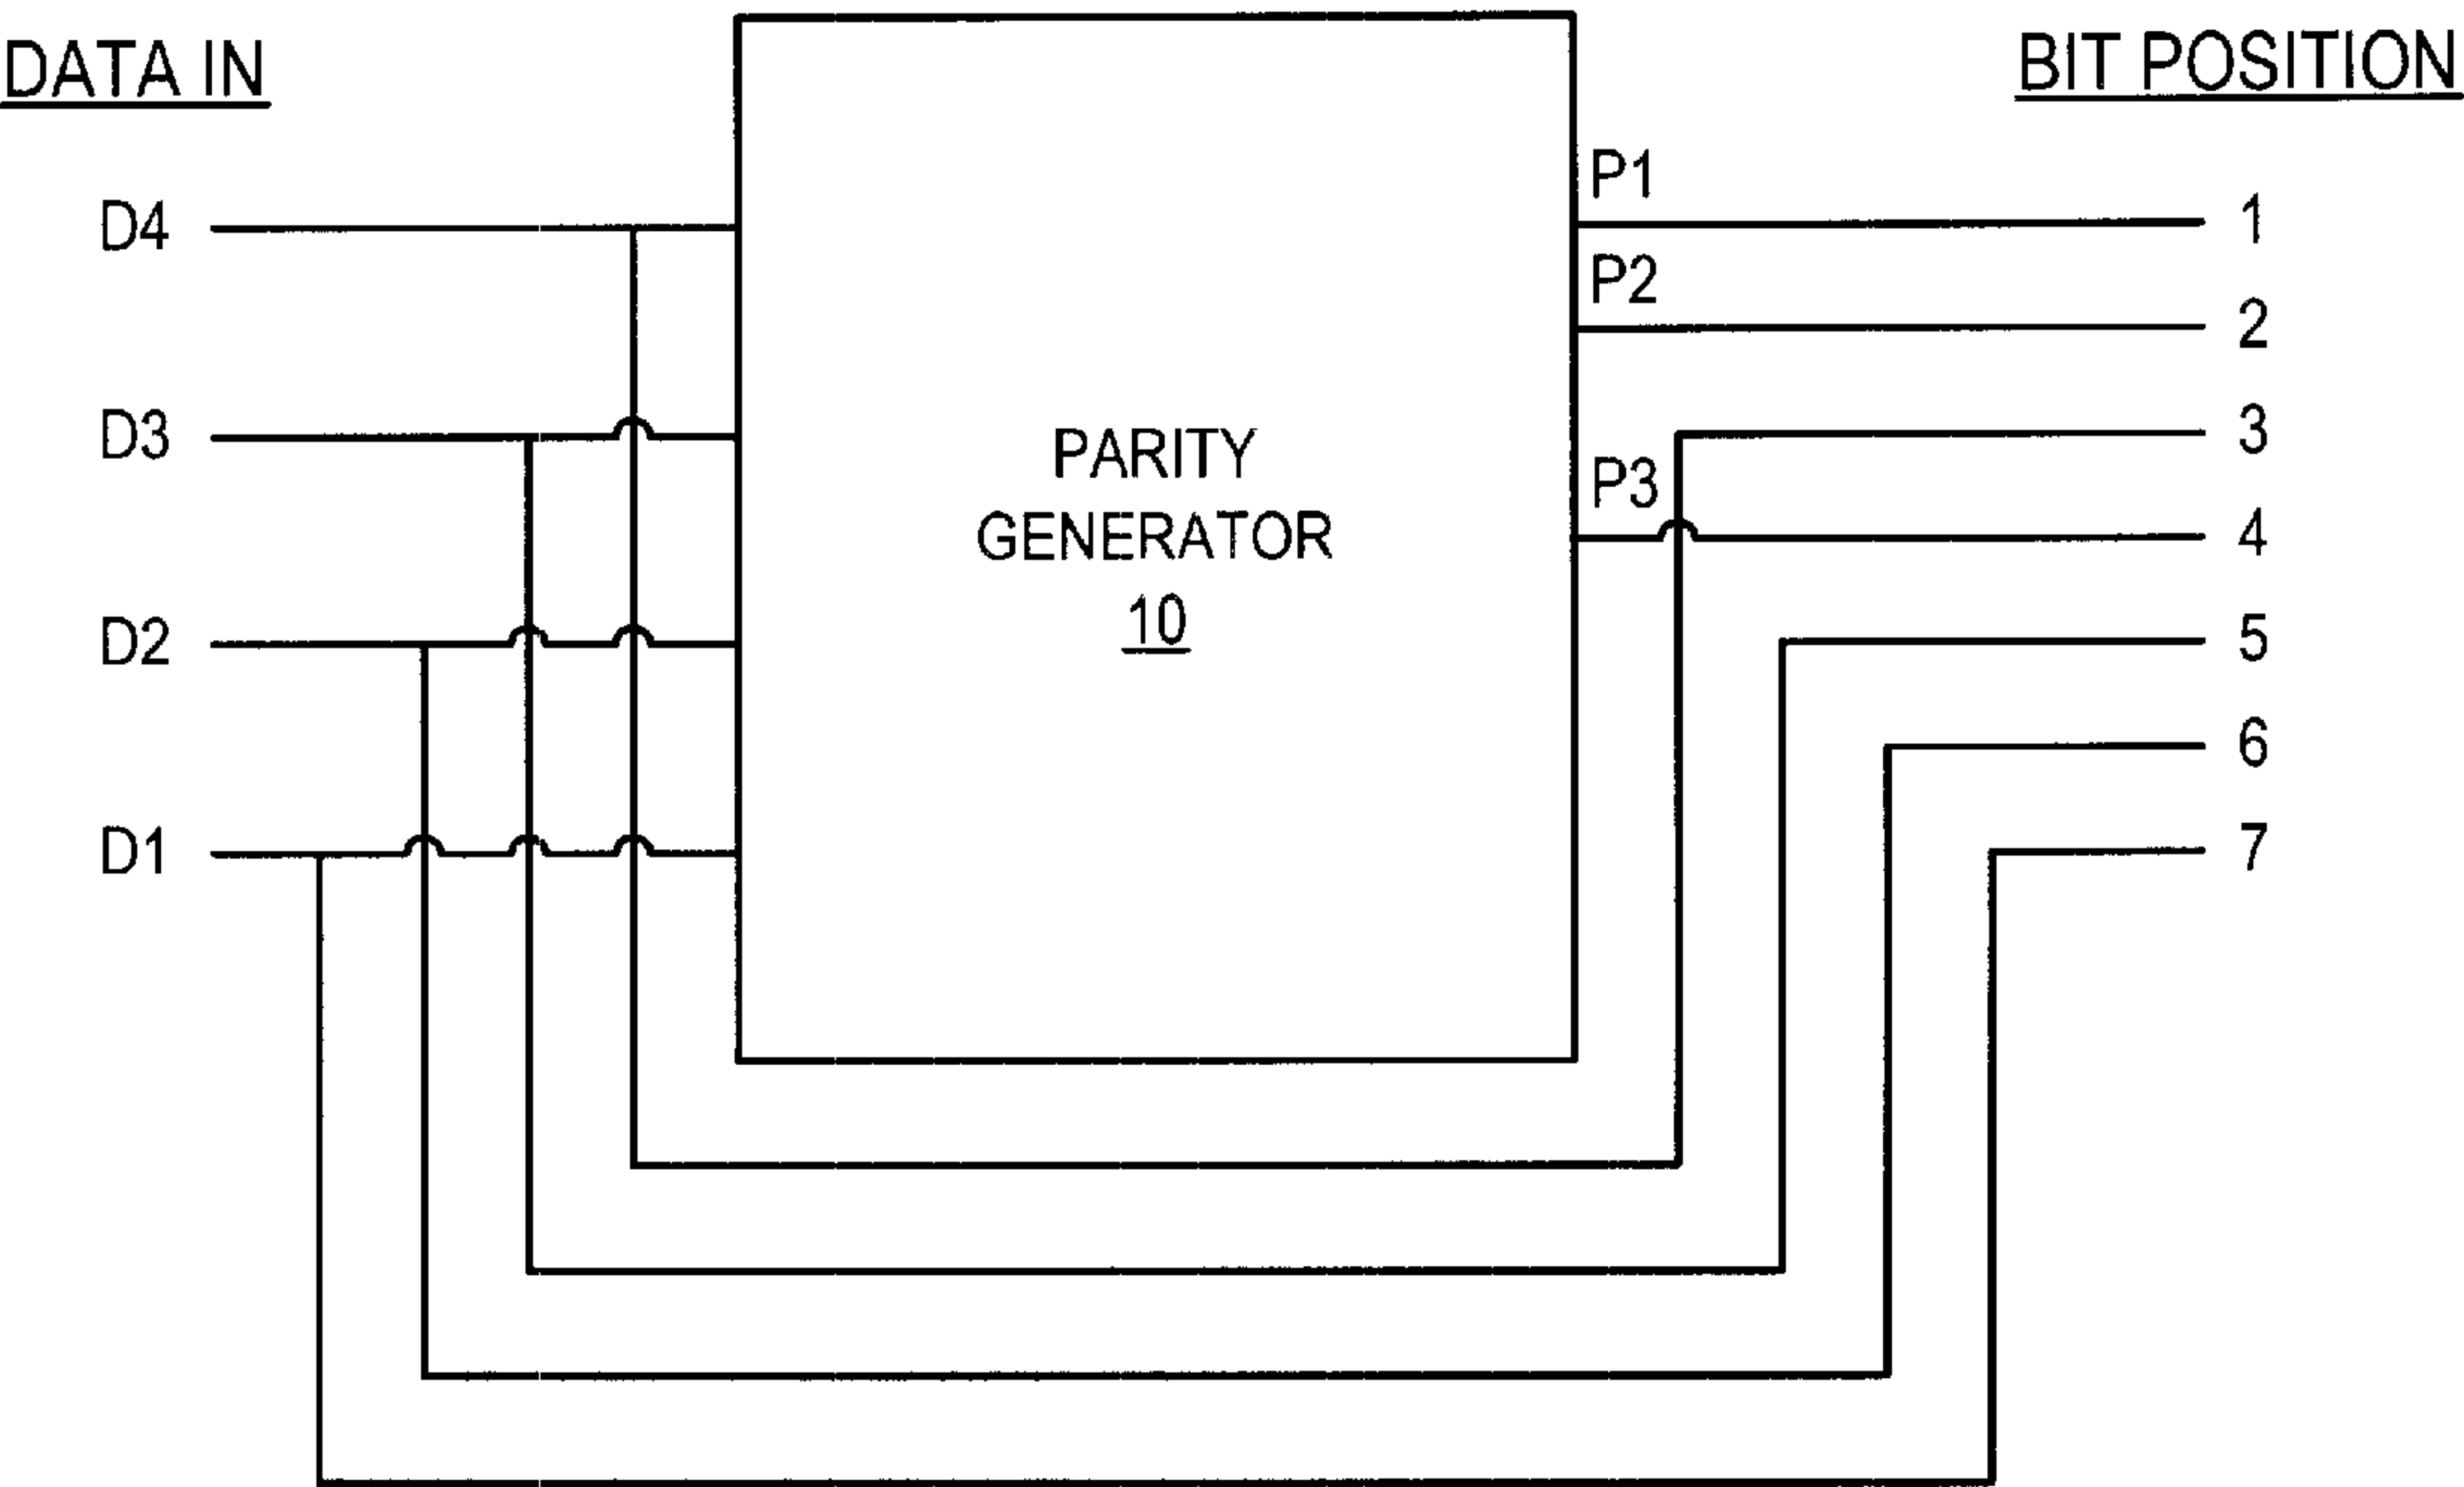 DATA IN
BIT POSITION
D4
D3
D2
D1
PARITY
GENERATOR
10
P1
P2
P3
1
2
3
4
5
6
7